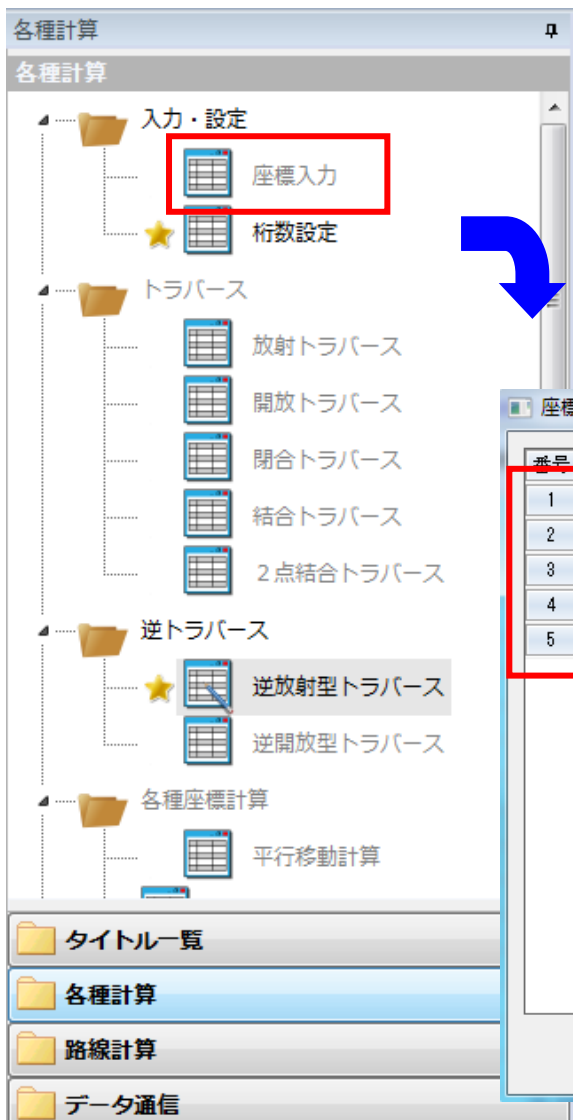 各種計算
各種計算
入力・設定
座標入力
桁数設定
トラバース
放射トラバース
開放トラバース
閉合トラバース
結合トラバース
２点結合トラバース
逆トラバース
逆放射型トラバース
逆開放型トラバース
各種座標計算
平行移動計算
タイトル一覧
各種計算
路線計算
データ通信
座標
番号
1
2
3
4
5